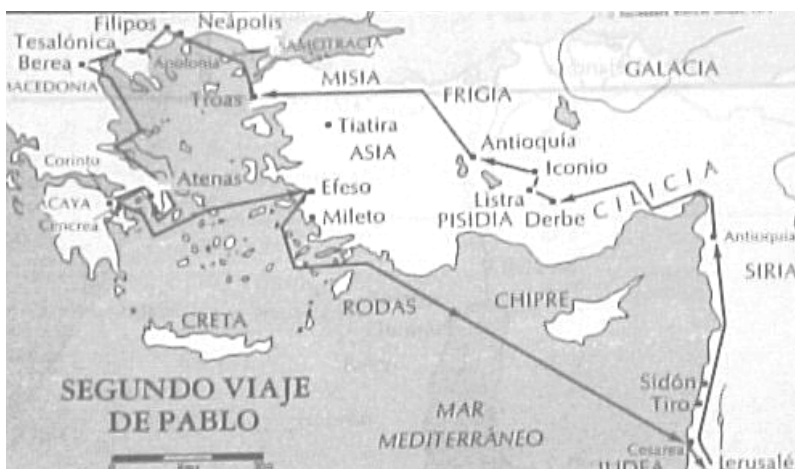 Filipos
Neápolis
Tesalónica
Berea
Apolonia
SAMOTRACIA
MACEDONIA
Troas
MISIA
FRIGIA
GALACIA
Tiatira
ASIA
Antioquía
Iconio
Corinto
Atenas
Efeso
Listra
CILICIA
ACAYA
Mileto
PISIDIA
Derbe
Cencrea
Antioquia
SIRIA
RODAS
CHIPRE
CRETA
SEGUNDO VIAJE
DE PABLO
Sidón
Tiro
MAR
MEDITERRÁNEO
Cesarea
JUDEA
Jerusalé